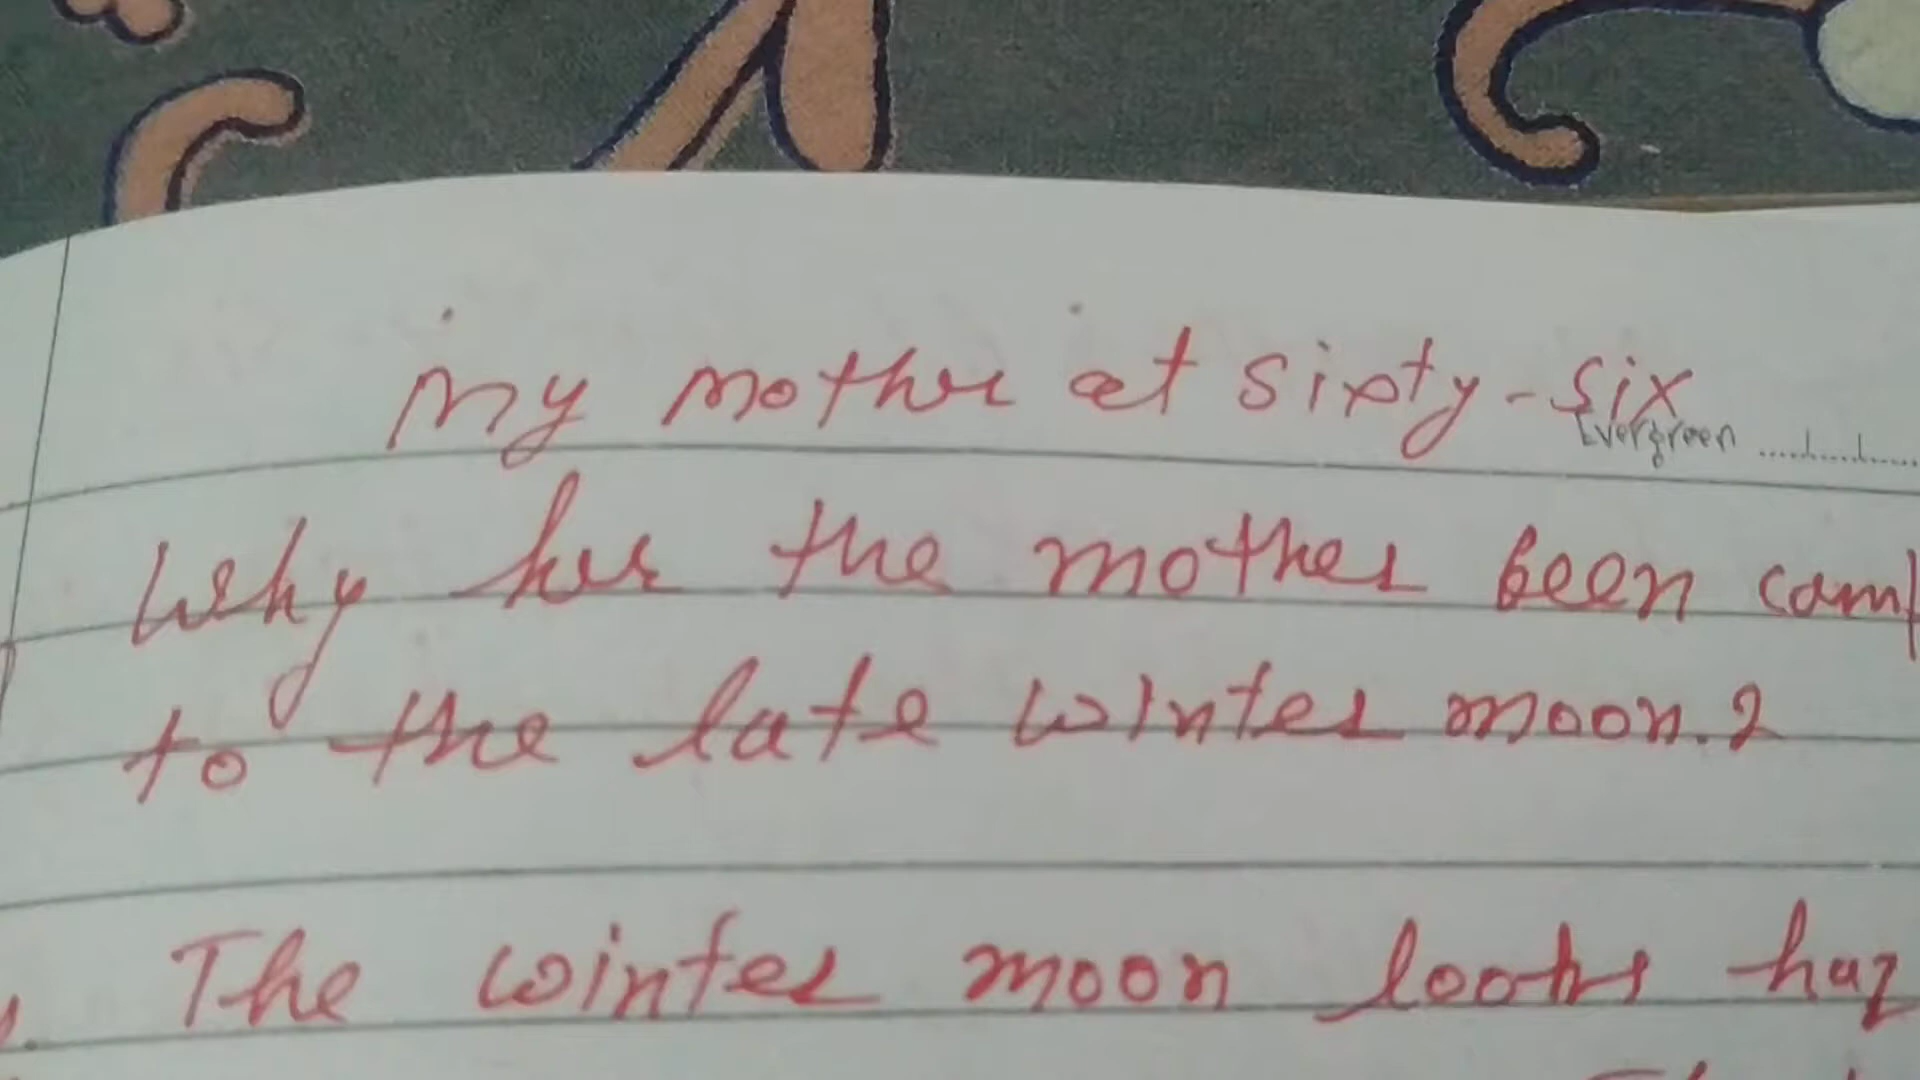 My mother at sixty-six
Evergreen
Why has the mother been comp
to the late winter moon.?
The winter moon looks haz